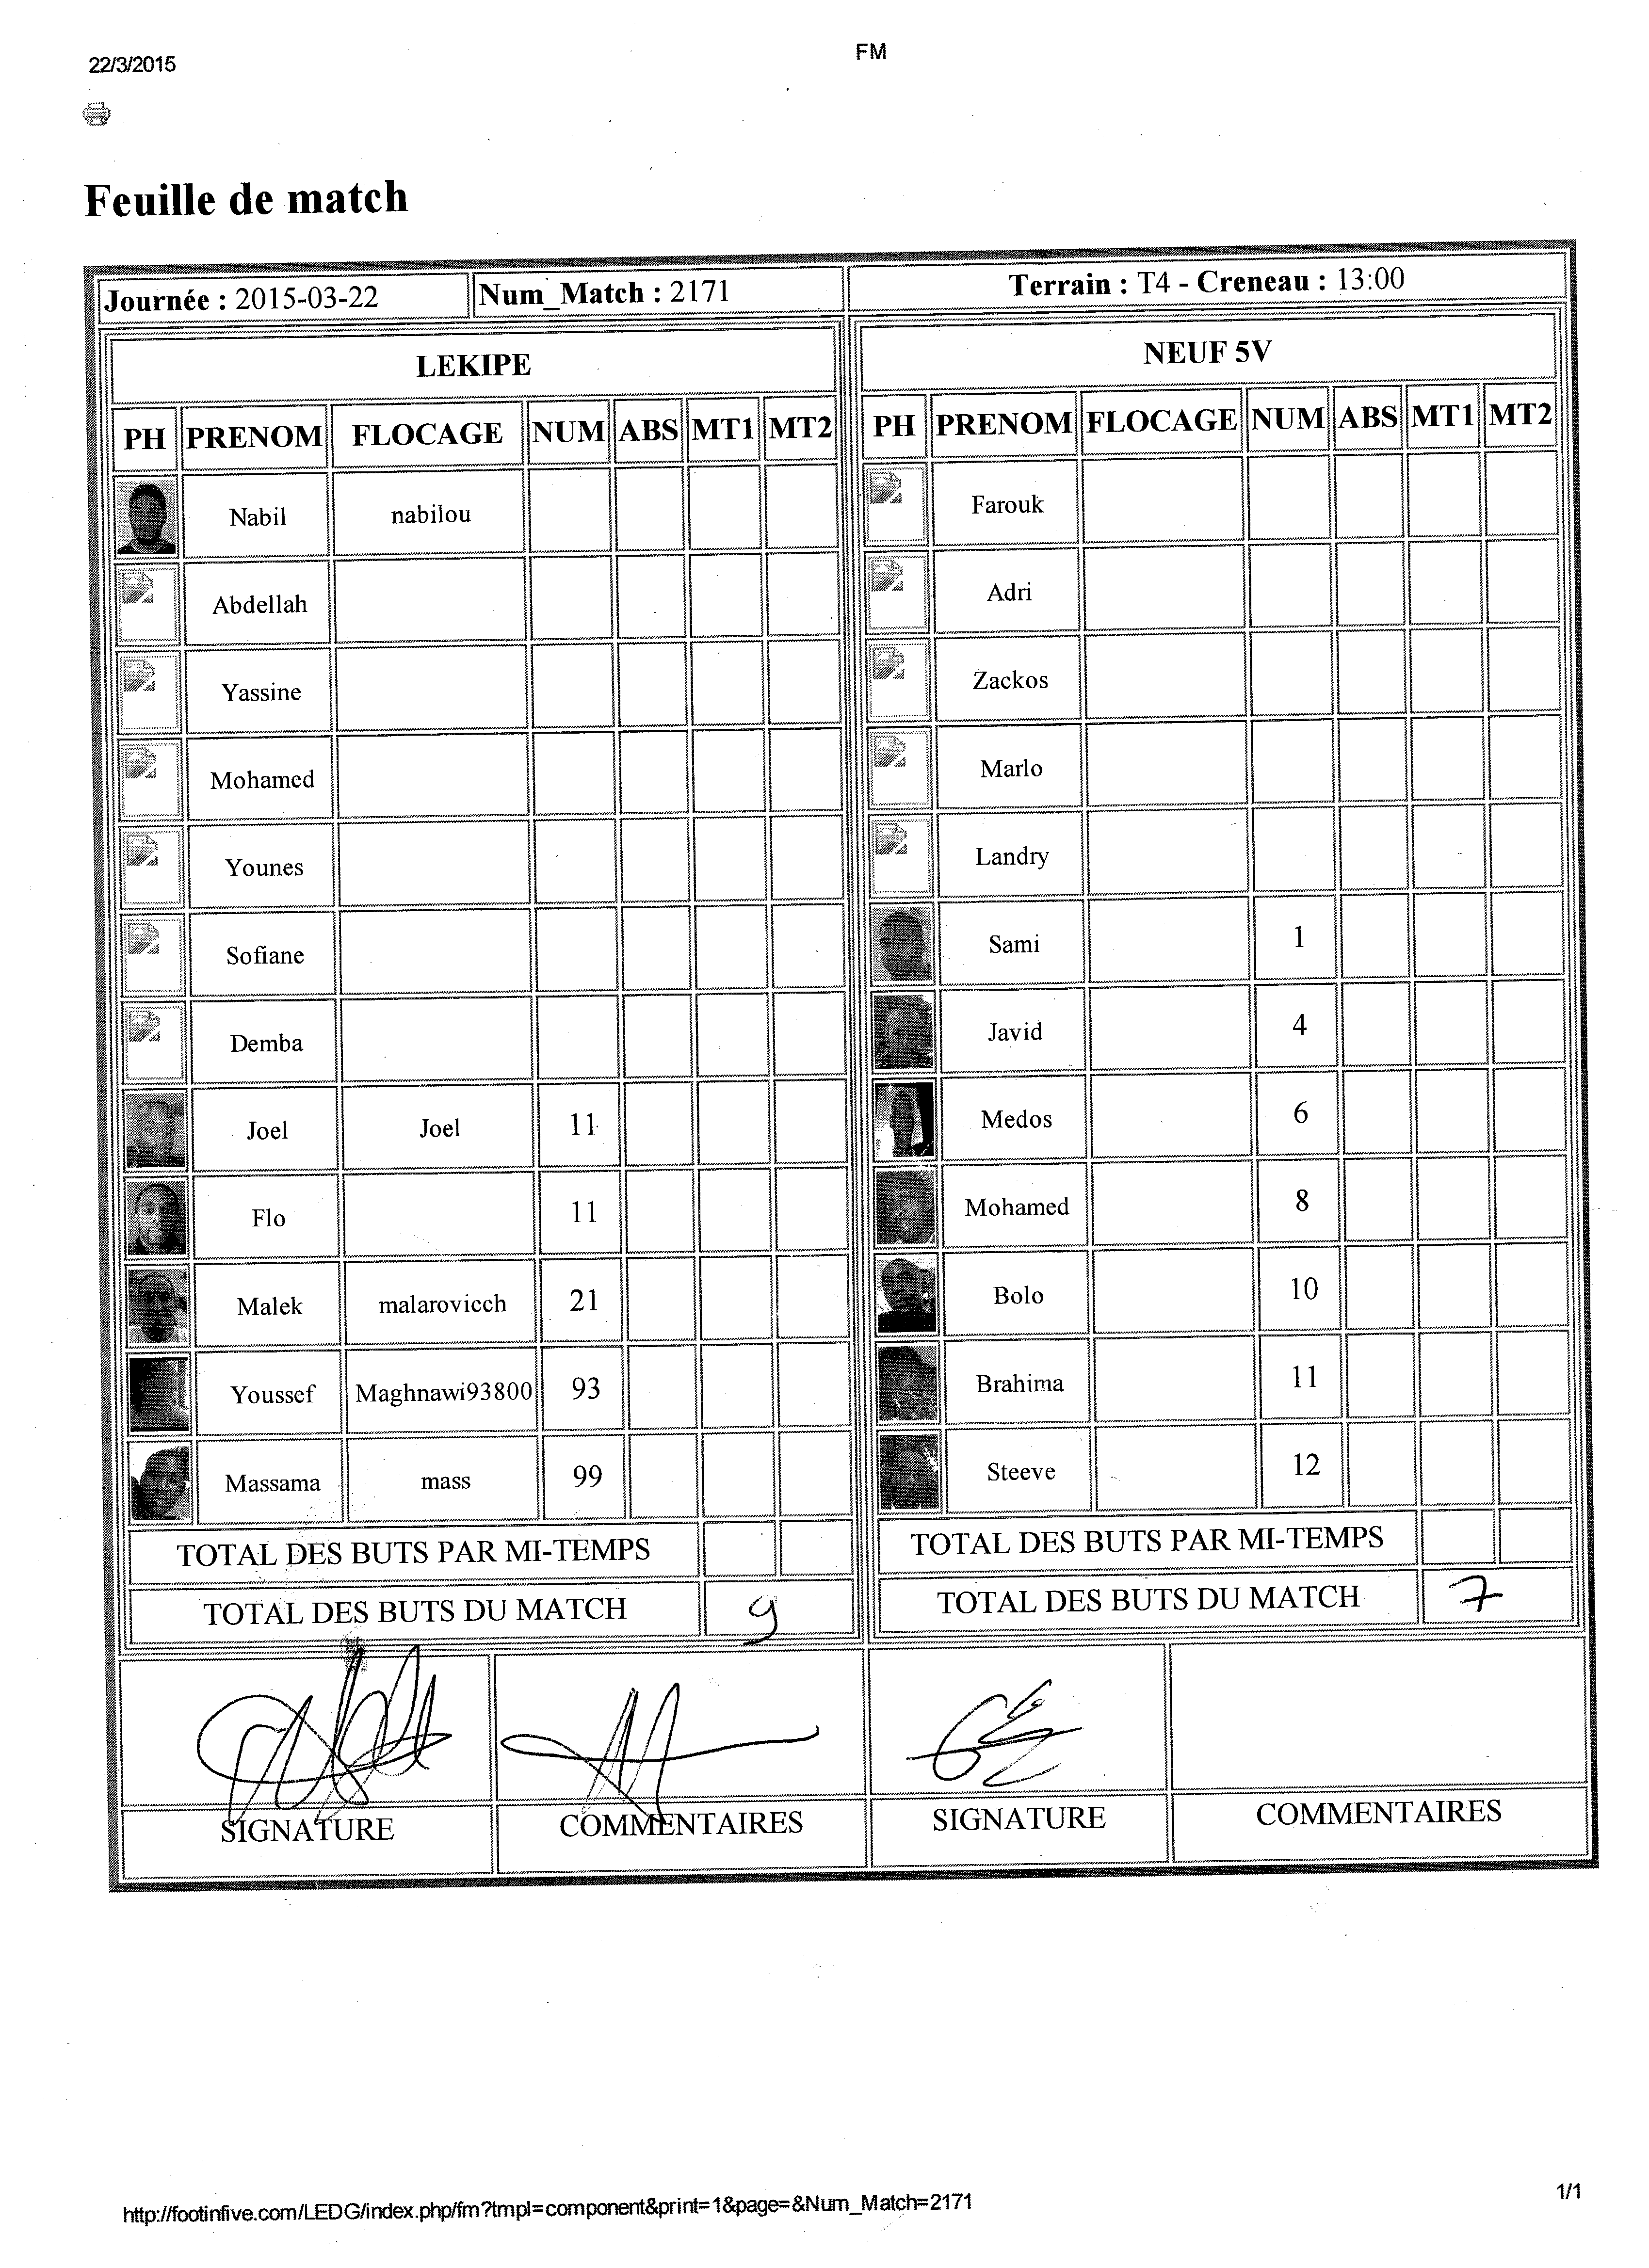 22/3/2015
FM
Feuille de match
Journée : 2015-03-22 Num_Match : 2171 Terrain : T4 - Creneau : 13:00
LEKIPE NEUF 5V
PH PRENOM FLOCAGE NUM ABS MT1 MT2 PH PRENOM FLOCAGE NUM ABS MT1 MT2
Nabil nabilou Farouk
Abdellah Adri
Yassine Zackos
Mohamed Marlo
Younes Landry
Sofiane Sami 1
Demba Javid 4
Joel Joel 11 Medos 6
Flo 11 Mohamed 8
Malek malarovicch 21 Bolo 10
Youssef Maghnawi93800 93 Brahima 11
Massama mass 99 Steeve 12
TOTAL DES BUTS PAR MI-TEMPS TOTAL DES BUTS PAR MI-TEMPS
TOTAL DES BUTS DU MATCH 9 TOTAL DES BUTS DU MATCH 7
SIGNATURE COMMENTAIRES SIGNATURE COMMENTAIRES
http://footinfive.com/LEDG/index.php/fm?tmpl=component&print=1&page=&Num_Match=2171
1/1